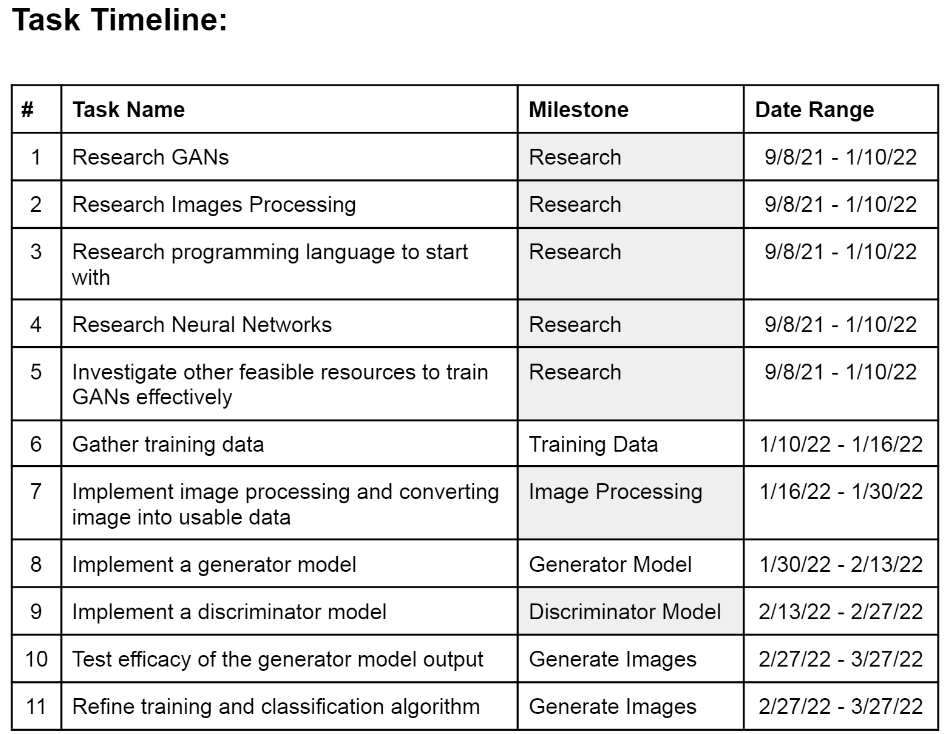 Task Timeline:
# Task Name Milestone Date Range
1 Research GANs Research 9/8/21 - 1/10/22
2 Research Images Processing Research 9/8/21 - 1/10/22
3 Research programming language to start Research 9/8/21 - 1/10/22
with
4 Research Neural Networks Research 9/8/21 - 1/10/22
5 Investigate other feasible resources to train Research 9/8/21 - 1/10/22
GANs effectively
6 Gather training data Training Data 1/10/22 - 1/16/22
7 Implement image processing and converting Image Processing 1/16/22 - 1/30/22
image into usable data
8 Implement a generator model Generator Model 1/30/22 - 2/13/22
9 Implement a discriminator model Discriminator Model 2/13/22 - 2/27/22
10 Test efficacy of the generator model output Generate Images 2/27/22 - 3/27/22
11 Refine training and classification algorithm Generate Images 2/27/22 - 3/27/22